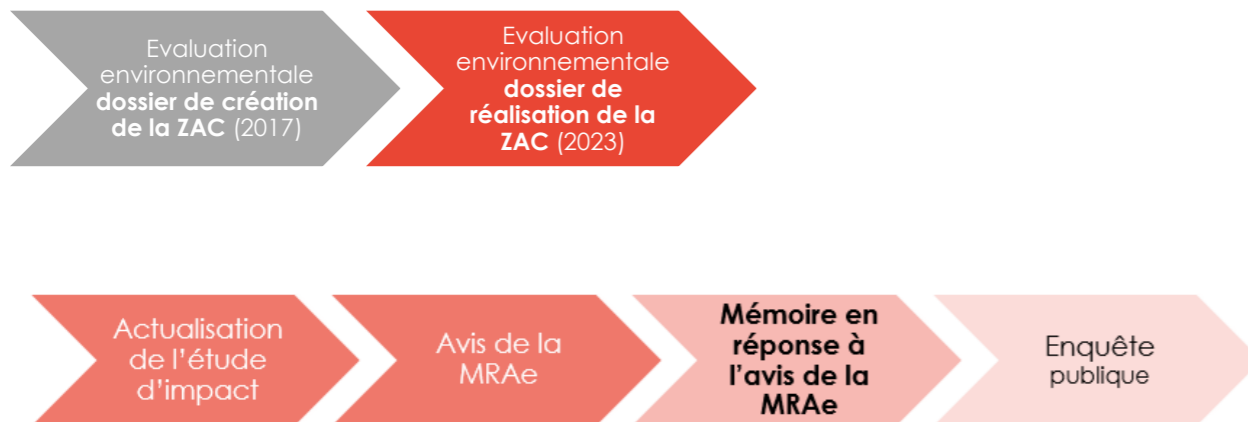 Evaluation
environnementale
dossier de création
de la ZAC (2017)
Evaluation
environnementale
dossier de
réalisation de la
ZAC (2023)
Actualisation
de l'étude
d'impact
Avis de la
MRAe
Mémoire en
réponse à
l'avis de la
MRAe
Enquête
publique